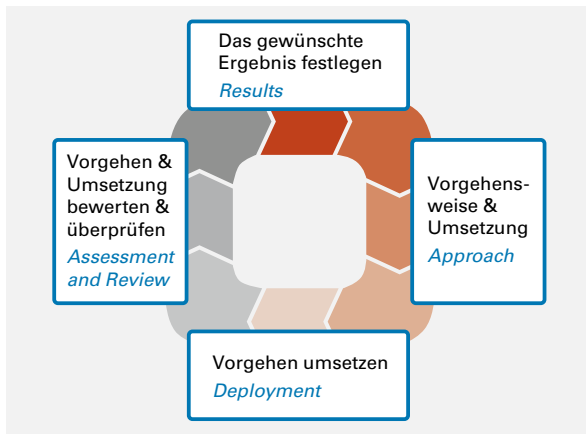 Das gewünschte
Ergebnis festlegen
Results
Vorgehens-
weise &
Umsetzung
Approach
Vorgehen umsetzen
Deployment
Vorgehen &
Umsetzung
bewerten &
überprüfen
Assessment
and Review